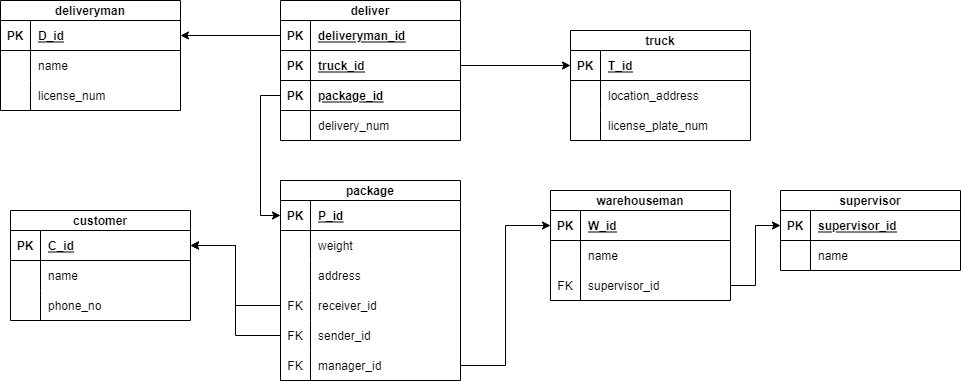 deliveryman
PK D_id
name
license_num
deliver
PK deliveryman_id
PK truck_id
PK package_id
delivery_num
truck
PK T_id
location_address
license_plate_num
customer
PK C_id
name
phone_no
package
PK P_id
weight
address
FK receiver_id
FK sender_id
FK manager_id
warehouseman
PK W_id
name
FK supervisor_id
supervisor
PK supervisor_id
name